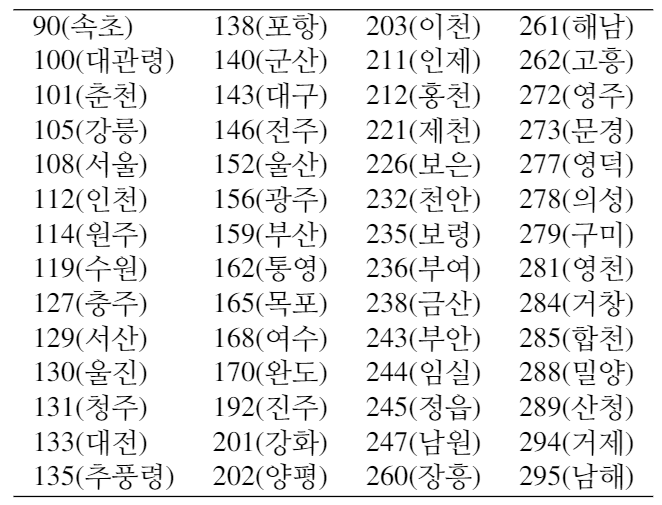 90(속초) 138(포항) 203(이천) 261(해남)
100(대관령) 140(군산) 211(인제) 262(고흥)
101(춘천) 143(대구) 212(홍천) 272(영주)
105(강릉) 146(전주) 221(제천) 273(문경)
108(서울) 152(울산) 226(보은) 277(영덕)
112(인천) 156(광주) 232(천안) 278(의성)
114(원주) 159(부산) 235(보령) 279(구미)
119(수원) 162(통영) 236(부여) 281(영천)
127(충주) 165(목포) 238(금산) 284(거창)
129(서산) 168(여수) 243(부안) 285(합천)
130(울진) 170(완도) 244(임실) 288(밀양)
131(청주) 192(진주) 245(정읍) 289(산청)
133(대전) 201(강화) 247(남원) 294(거제)
135(추풍령) 202(양평) 260(장흥) 295(남해)